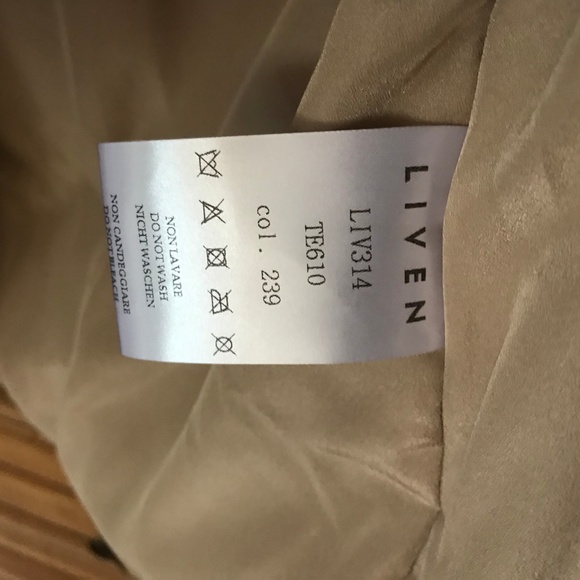 LIVEN
LIV314
TE610
col. 239
NON LAVARE
DO NOT WASH
NICHT WASCHEN
NON CANDEGGIARE
DO NOT BLEACH